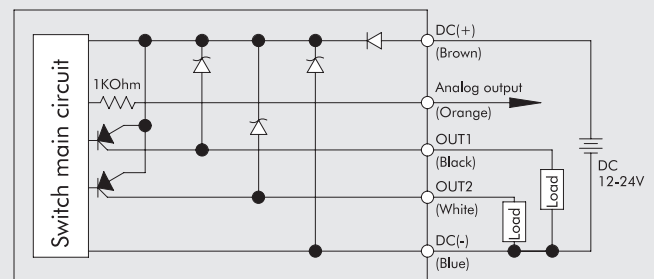 Switch main circuit
1KOhm
DC(+)
(Brown)
Analog output
(Orange)
OUT1
(Black)
OUT2
(White)
DC(-)
(Blue)
Load
Load
DC
12-24V